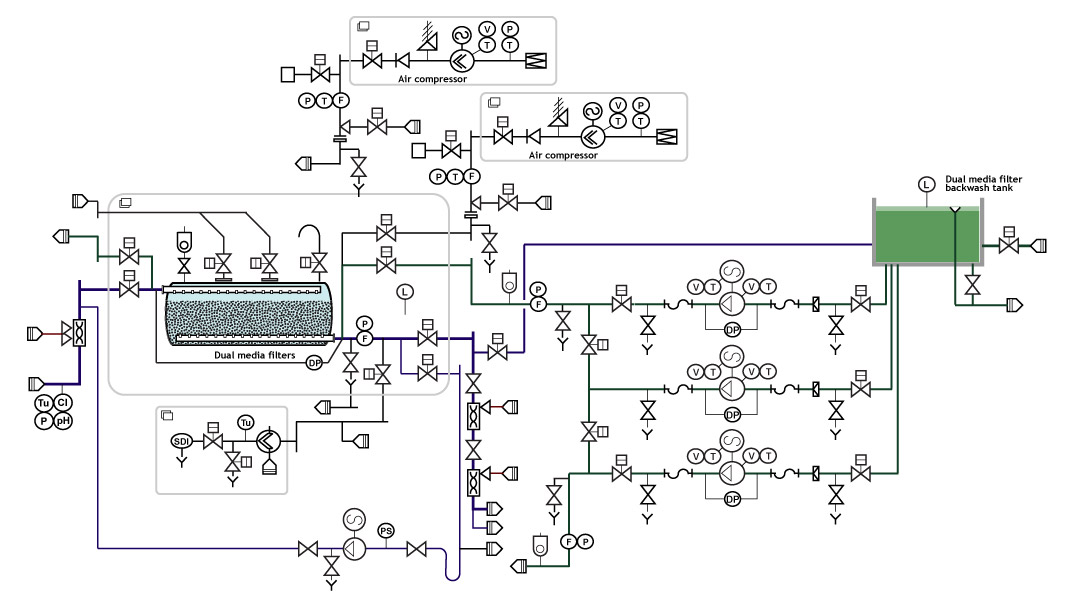 V P
T T
Air compressor
P T F
V P
T T
Air compressor
P T F
L
Dual media filter
backwash tank
L
P
F
P
F
V T V T
DP
Dual media filters
DP
Tu Cl
P pH
V T V T
DP
SDI
Tu
V T V T
DP
PS
F P